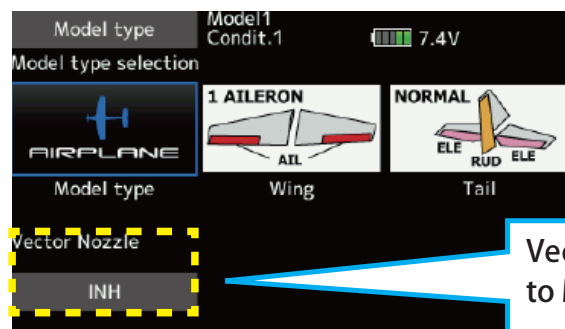 Model type
Model1
Condit.1
7.4V
Model type selection
AIRPLANE
1 AILERON
AIL
NORMAL
ELE
RUD
ELE
Model type
Wing
Tail
Vector Nozzle
INH
to